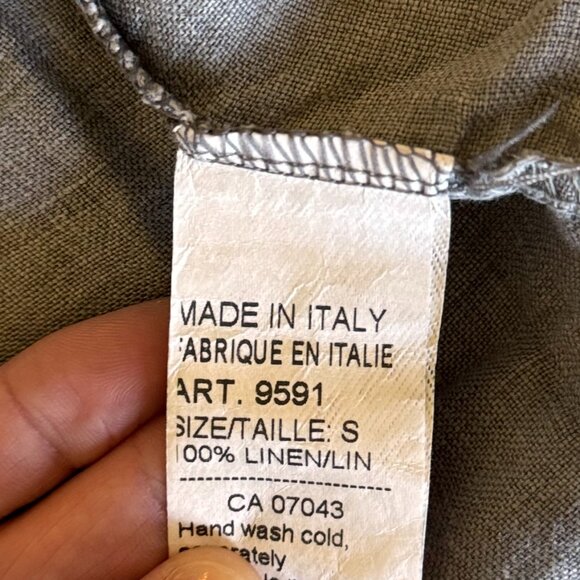 MADE IN ITALY
FABRIQUE EN ITALIE
ART. 9591
SIZE/TAILLE: S
100% LINEN/LIN
CA 07043
Hand wash cold,